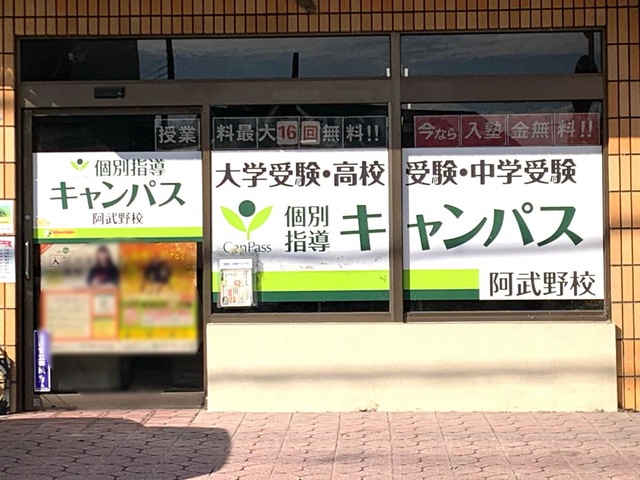 授業料最大16回無料!!
今なら入塾金無料!!
個別指導
キャンパス
阿武野校
大学受験・高校受験・中学受験
CanPass
個別指導
キャンパス
阿武野校